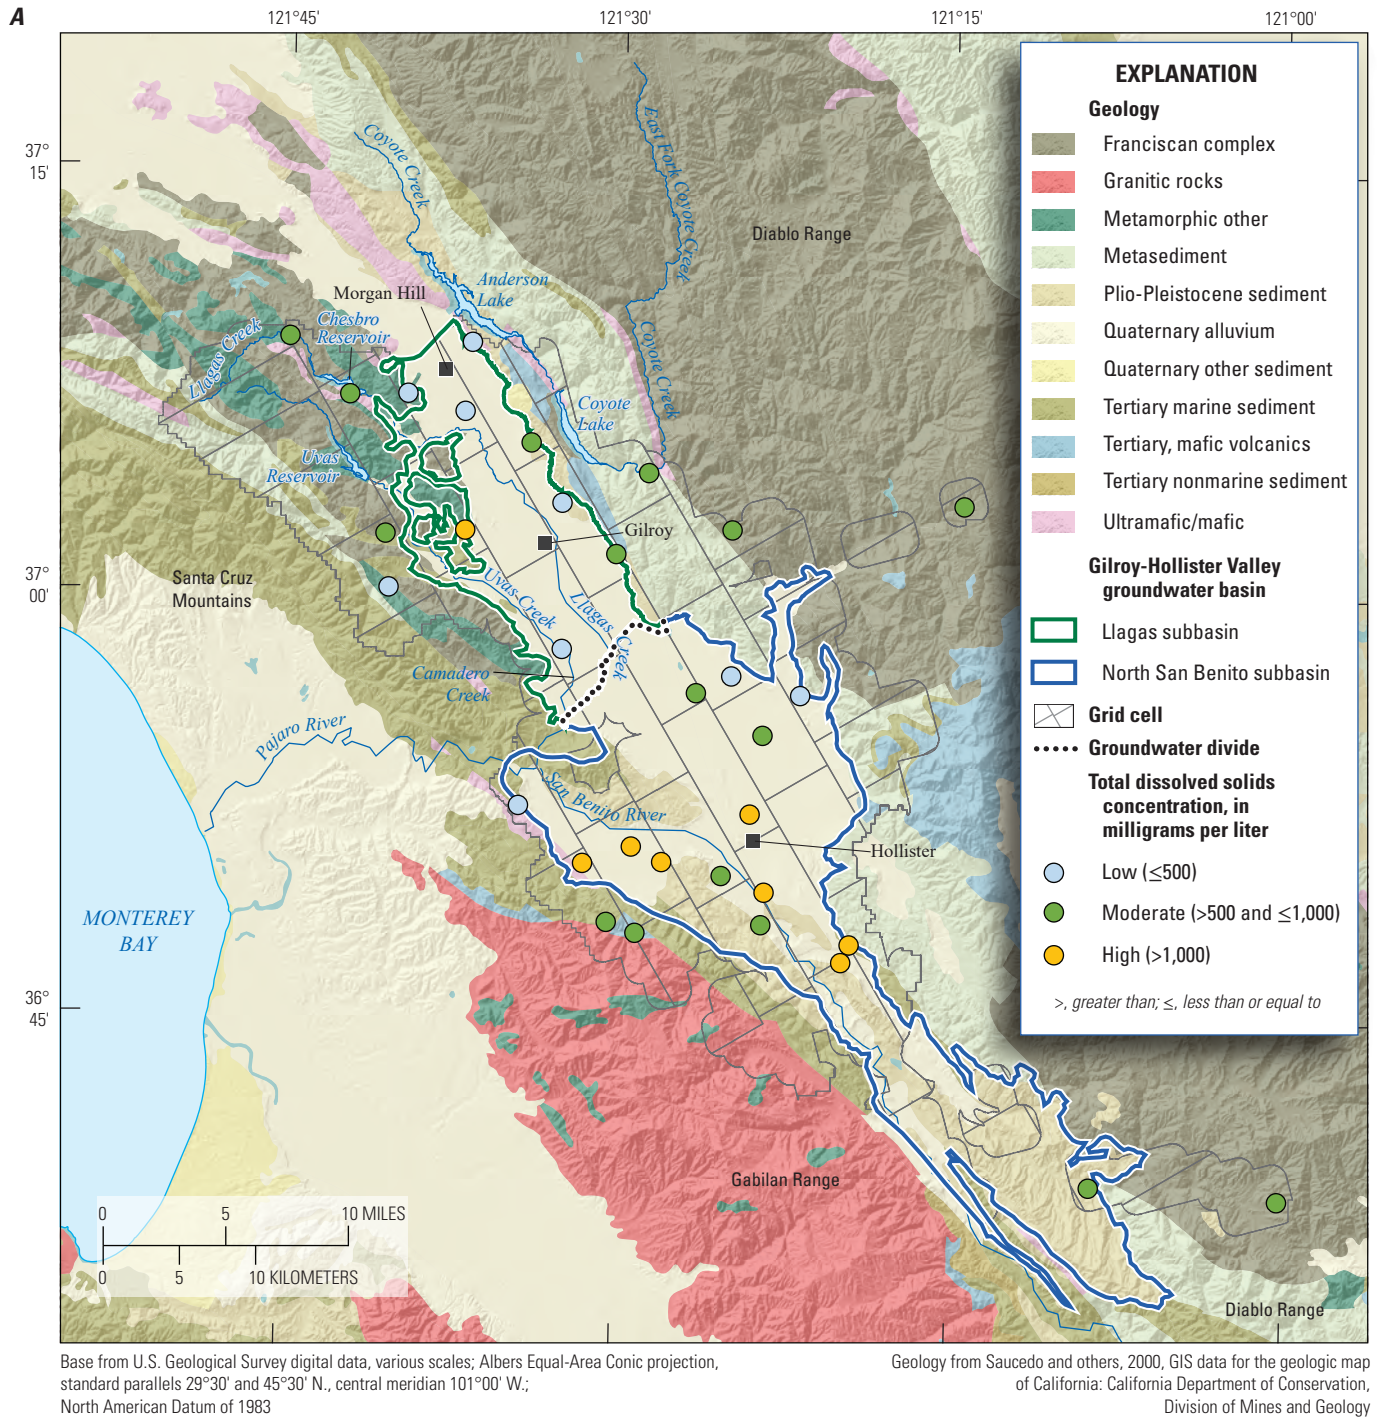 A
121°45'
121°30'
121°15'
121°00'
37°
15'
37°
00'
36°
45'
EXPLANATION
Geology
Franciscan complex
Granitic rocks
Metamorphic other
Metasediment
Plio-Pleistocene sediment
Quaternary alluvium
Quaternary other sediment
Tertiary marine sediment
Tertiary, mafic volcanics
Tertiary nonmarine sediment
Ultramafic/mafic
Gilroy-Hollister Valley
groundwater basin
Llagas subbasin
North San Benito subbasin
Grid cell
Groundwater divide
Total dissolved solids
concentration, in
milligrams per liter
Low (≤500)
Moderate (>500 and ≤1,000)
High (>1,000)
>, greater than; ≤, less than or equal to
Coyote Creek
East Fork Coyote Creek
Diablo Range
Anderson
Lake
Morgan Hill
Chesbro
Reservoir
Llagas Creek
Coyote Creek
Coyote
Lake
Uvas
Reservoir
Gilroy
Santa Cruz
Mountains
Uvas Creek
Llagas Creek
Camadero
Creek
Pajaro River
San Benito River
Hollister
MONTEREY
BAY
Gabilan Range
Diablo Range
0 5 10 MILES
0 5 10 KILOMETERS
Base from U.S. Geological Survey digital data, various scales; Albers Equal-Area Conic projection,
standard parallels 29°30' and 45°30' N., central meridian 101°00' W.;
North American Datum of 1983
Geology from Saucedo and others, 2000, GIS data for the geologic map
of California: California Department of Conservation,
Division of Mines and Geology